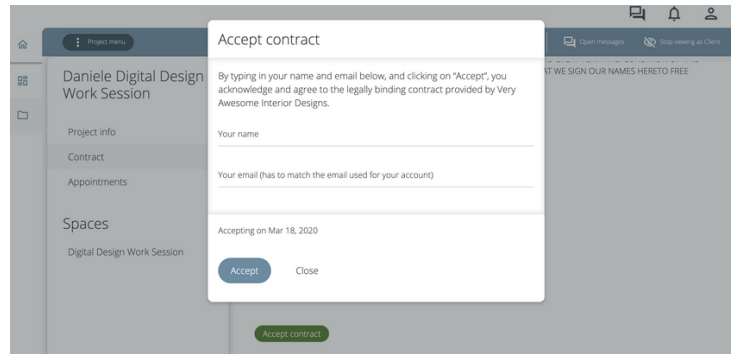 Project menu
Open messages
Stop viewing as Client
Daniele Digital Design
Work Session
Project info
Contract
Appointments
Spaces
Digital Design Work Session
Accept contract
By typing in your name and email below, and clicking on "Accept", you
acknowledge and agree to the legally binding contract provided by Very
Awesome Interior Designs.
Your name
Your email (has to match the email used for your account)
Accepting on Mar 18, 2020
Accept
Close
AT WE SIGN OUR NAMES HERETO FREE
Accept contract